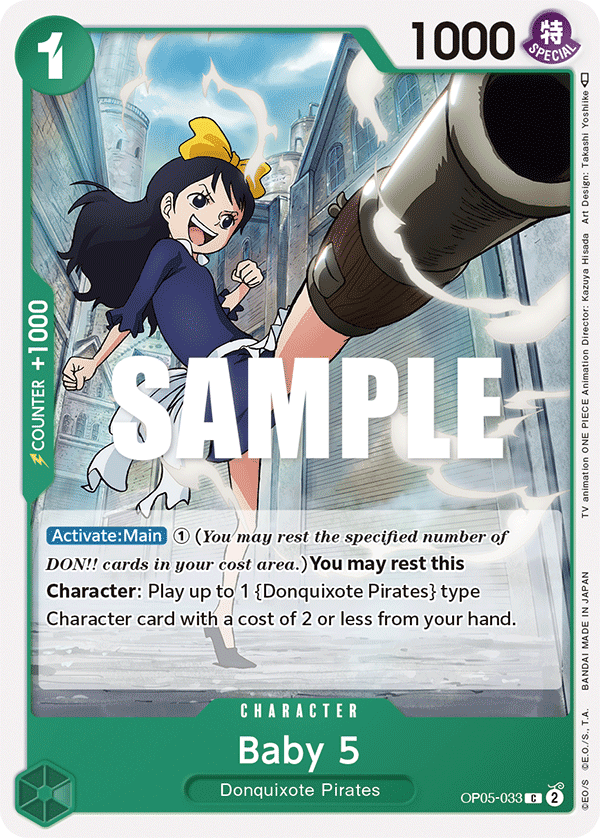 1
1000
特
SPECIAL
COUNTER +1000
SAMPLE
Activate:Main ① (You may rest the specified number of
DON!! cards in your cost area.) You may rest this
Character: Play up to 1 {Donquixote Pirates} type
Character card with a cost of 2 or less from your hand.
CHARACTER
Baby 5
Donquixote Pirates
OP05-033 C 2
©EO/S ©E.O./S., T.A. BANDAI MADE IN JAPAN TV animation ONE PIECE Animation Director: Kazuya Hisada Art Design: Takashi Yoshiike